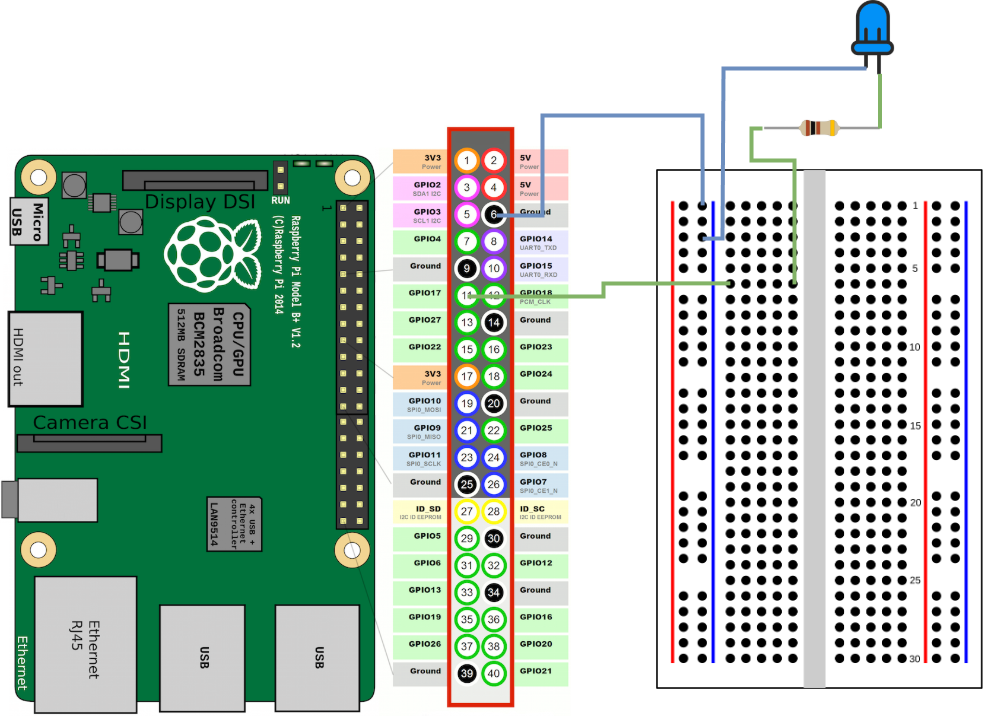 Display DSI
RUN
1
Raspberry Pi Model B+ V1.2
(C)Raspberry Pi 2014
Micro
USB
HDMI out
HDMI
CPU/GPU
Broadcom
BCM2835
512MB SDRAM
Camera CSI
4x USB +
Ethernet
controller
LAN9514
Ethernet
Ethernet
RJ45
USB
USB
3V3
Power
1 2
5V
Power
GPIO2
SDA1 I2C
3 4
5V
Power
GPIO3
SCL1 I2C
5 6
Ground
GPIO4
7 8
GPIO14
UART0_TXD
Ground
9 10
GPIO15
UART0_RXD
GPIO17
11 12
GPIO18
PCM_CLK
GPIO27
13 14
Ground
GPIO22
15 16
GPIO23
3V3
Power
17 18
GPIO24
GPIO10
SPI0_MOSI
19 20
Ground
GPIO9
SPI0_MISO
21 22
GPIO25
GPIO11
SPI0_SCLK
23 24
GPIO8
SPI0_CE0_N
Ground
25 26
GPIO7
SPI0_CE1_N
ID_SD
I2C ID EEPROM
27 28
ID_SC
I2C ID EEPROM
GPIO5
29 30
Ground
GPIO6
31 32
GPIO12
GPIO13
33 34
Ground
GPIO19
35 36
GPIO16
GPIO26
37 38
GPIO20
Ground
39 40
GPIO21
1
5
10
15
20
25
30